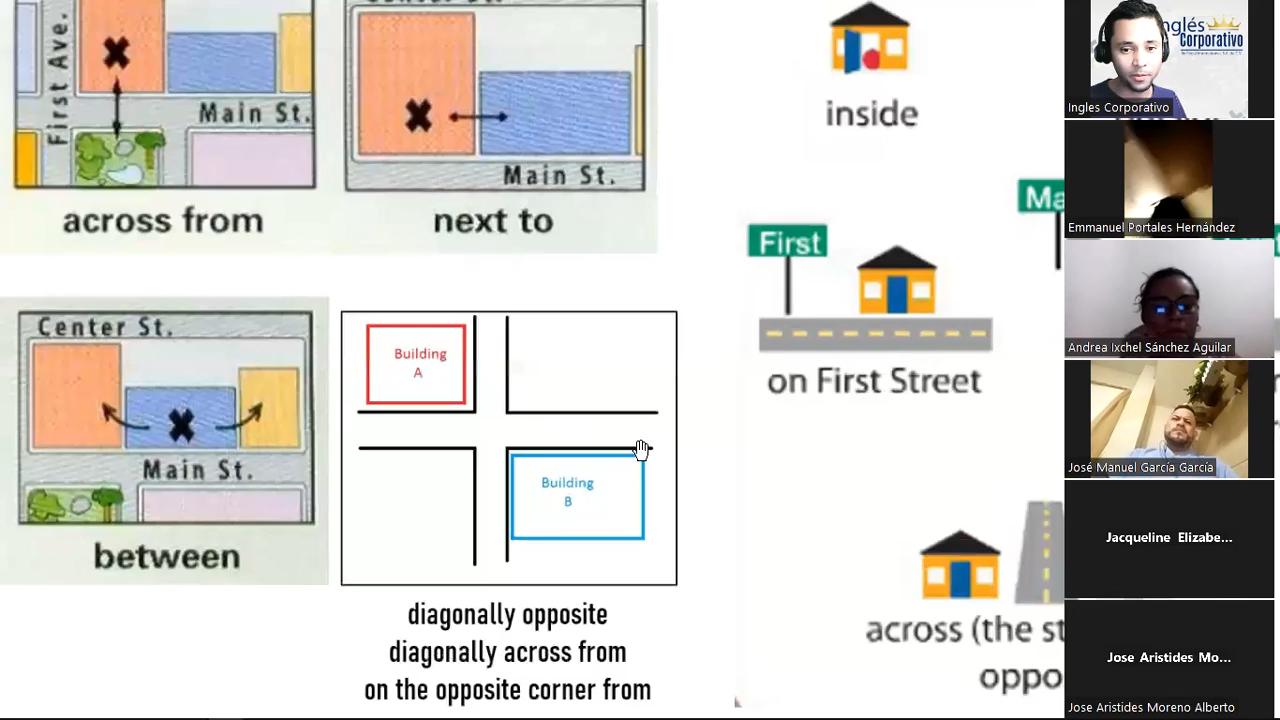 Center St.
First Ave.
Main St.
across from
Main St.
next to
Center St.
Main St.
between
Building
A
Building
B
diagonally opposite
diagonally across from
on the opposite corner from
inside
First
on First Street
Ma
across (the st
oppo
Inglés
Corporativo
Ingles Corporativo
Emmanuel Portales Hernández
Andrea Ixchel Sánchez Aguilar
José Manuel García García
Jacqueline Elizabe...
Jose Aristides Mo...
Jose Aristides Moreno Alberto